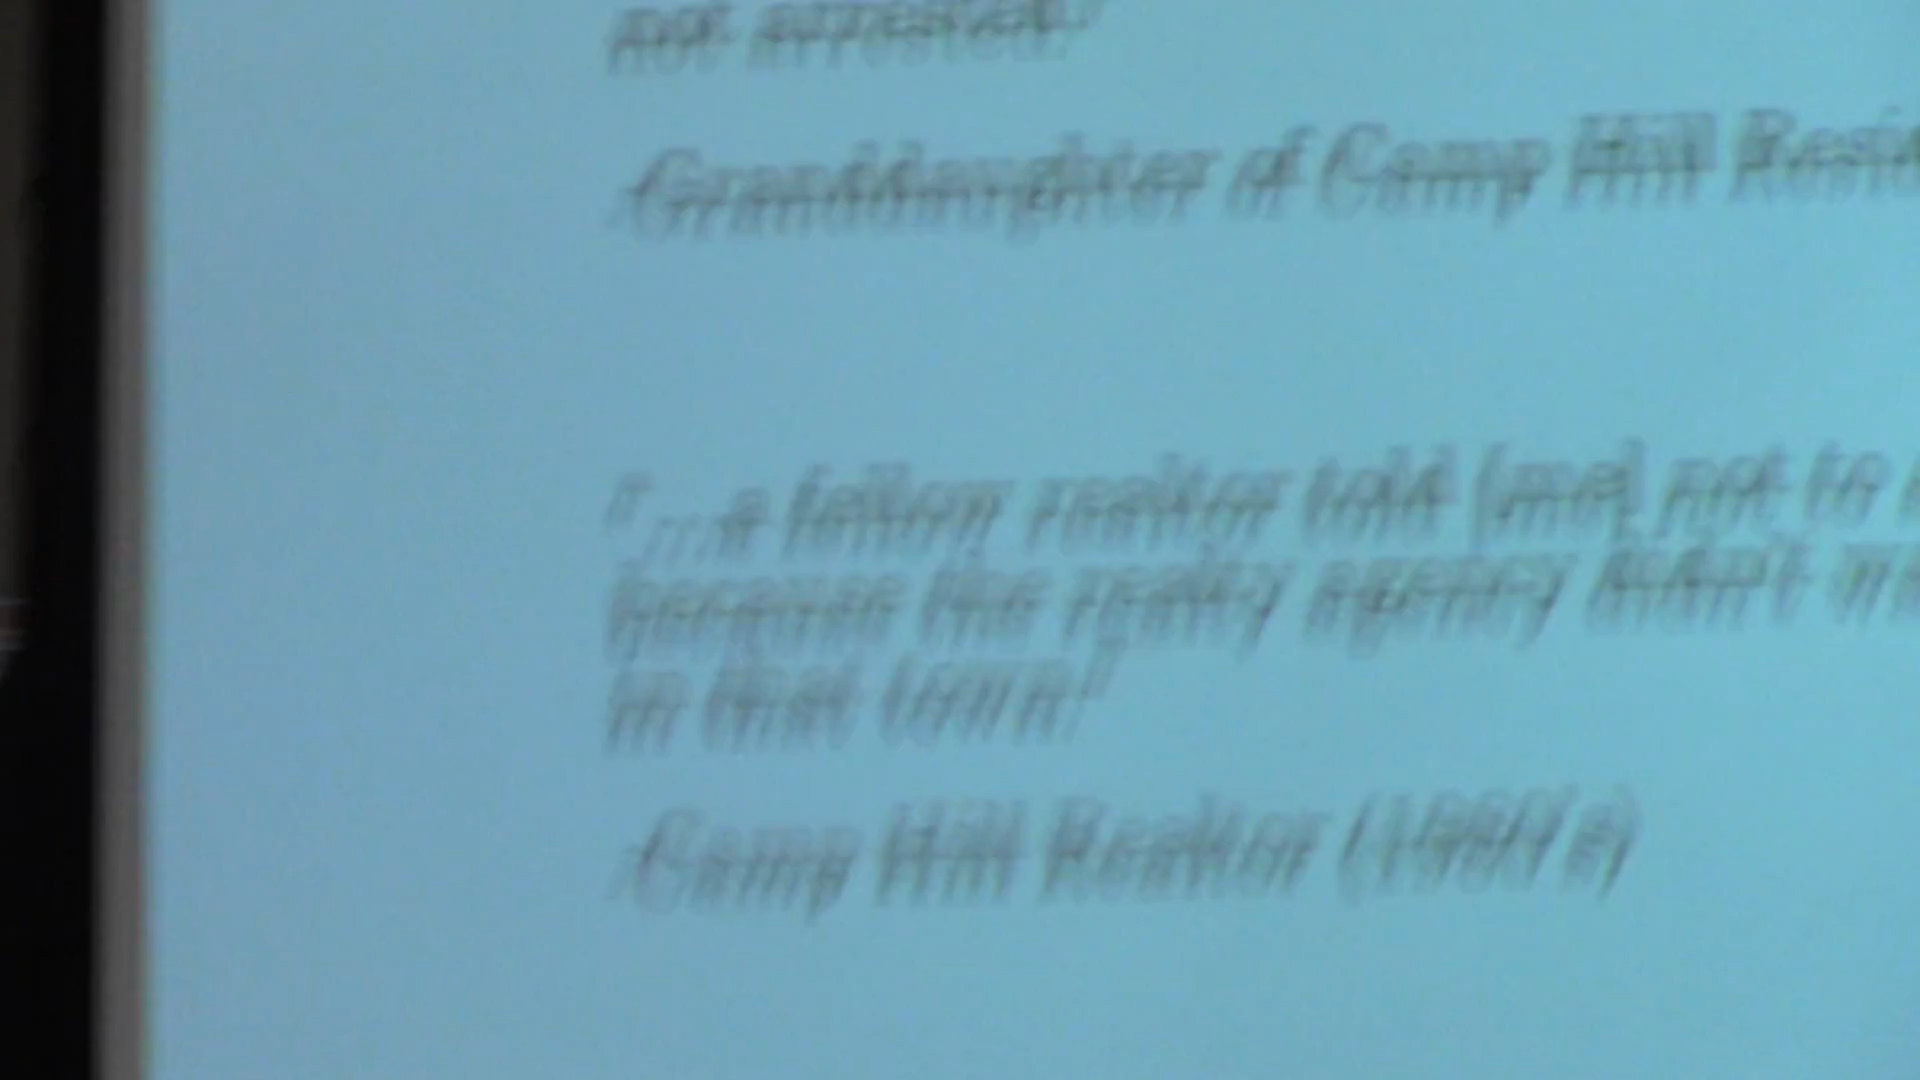 not arrested."
-Granddaughter of Camp Hill
"...a fellow realtor told [me] not to
because the realty agency didn't
in that town"
-Camp Hill Realtor (1960's)